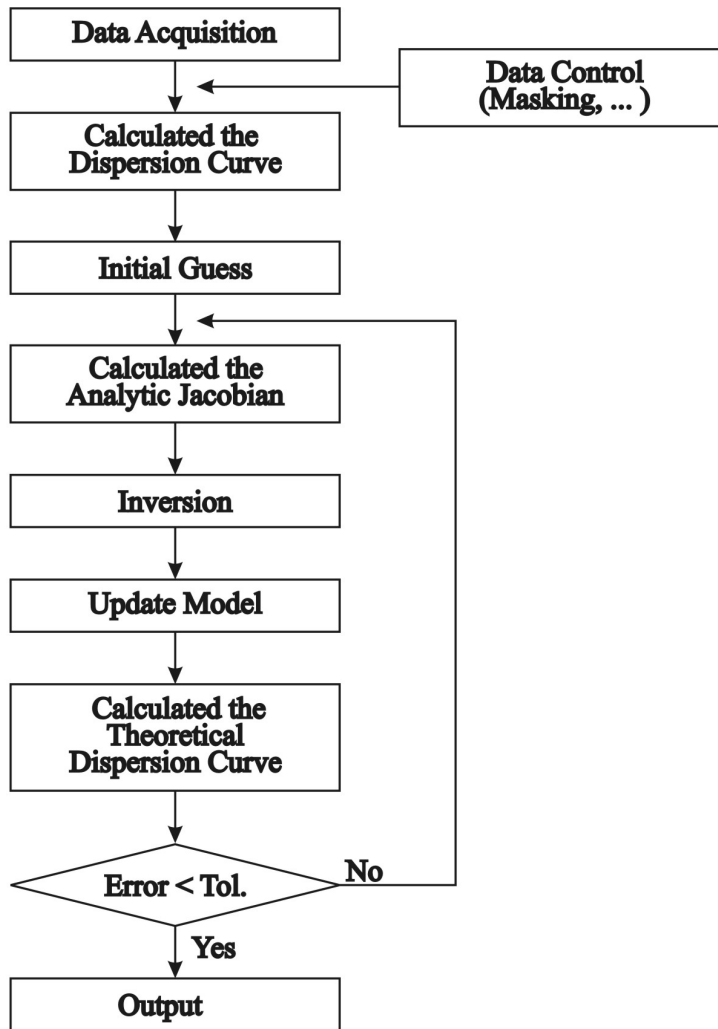 Data Acquisition
Data Control
(Masking, ... )
Calculated the
Dispersion Curve
Initial Guess
Calculated the
Analytic Jacobian
Inversion
Update Model
Calculated the
Theoretical
Dispersion Curve
Error < Tol.
No
Yes
Output